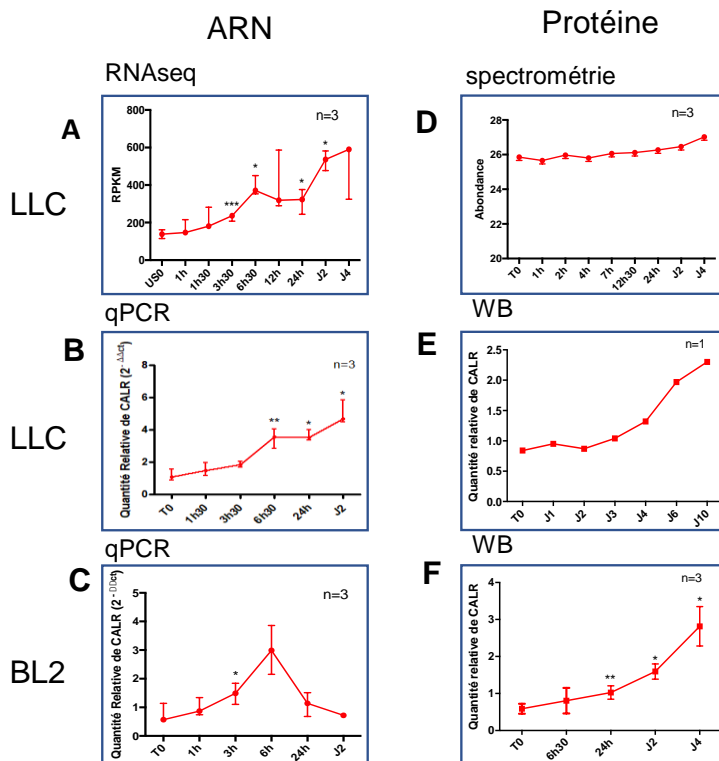 ARN
Protéine
RNAseq
spectrométrie
A
n=3
800
600
400
200
0
RPKM
***
*
*
*
US0 1h 1h30 3h30 6h30 12h 24h J2 J4
D
n=3
28
26
24
22
20
Abondance
T0 1h 2h 4h 7h 12h30 24h J2 J4
LLC
qPCR
WB
B
n=3
8
6
4
2
0
Quantité Relative de CALR (2^-ΔΔct)
**
*
*
T0 1h30 3h30 6h30 24h J2
E
n=1
2.5
2.0
1.5
1.0
0.5
0.0
Quantité Relative de CALR
T0 J1 J2 J3 J4 J6 J10
LLC
qPCR
WB
C
n=3
5
4
3
2
1
0
Quantité Relative de CALR (2^-□□ct)
*
T0 1h 3h 6h 24h J2
F
n=3
4
3
2
1
0
Quantité relative de CALR
**
*
*
T0 6h30 24h J2 J4
BL2